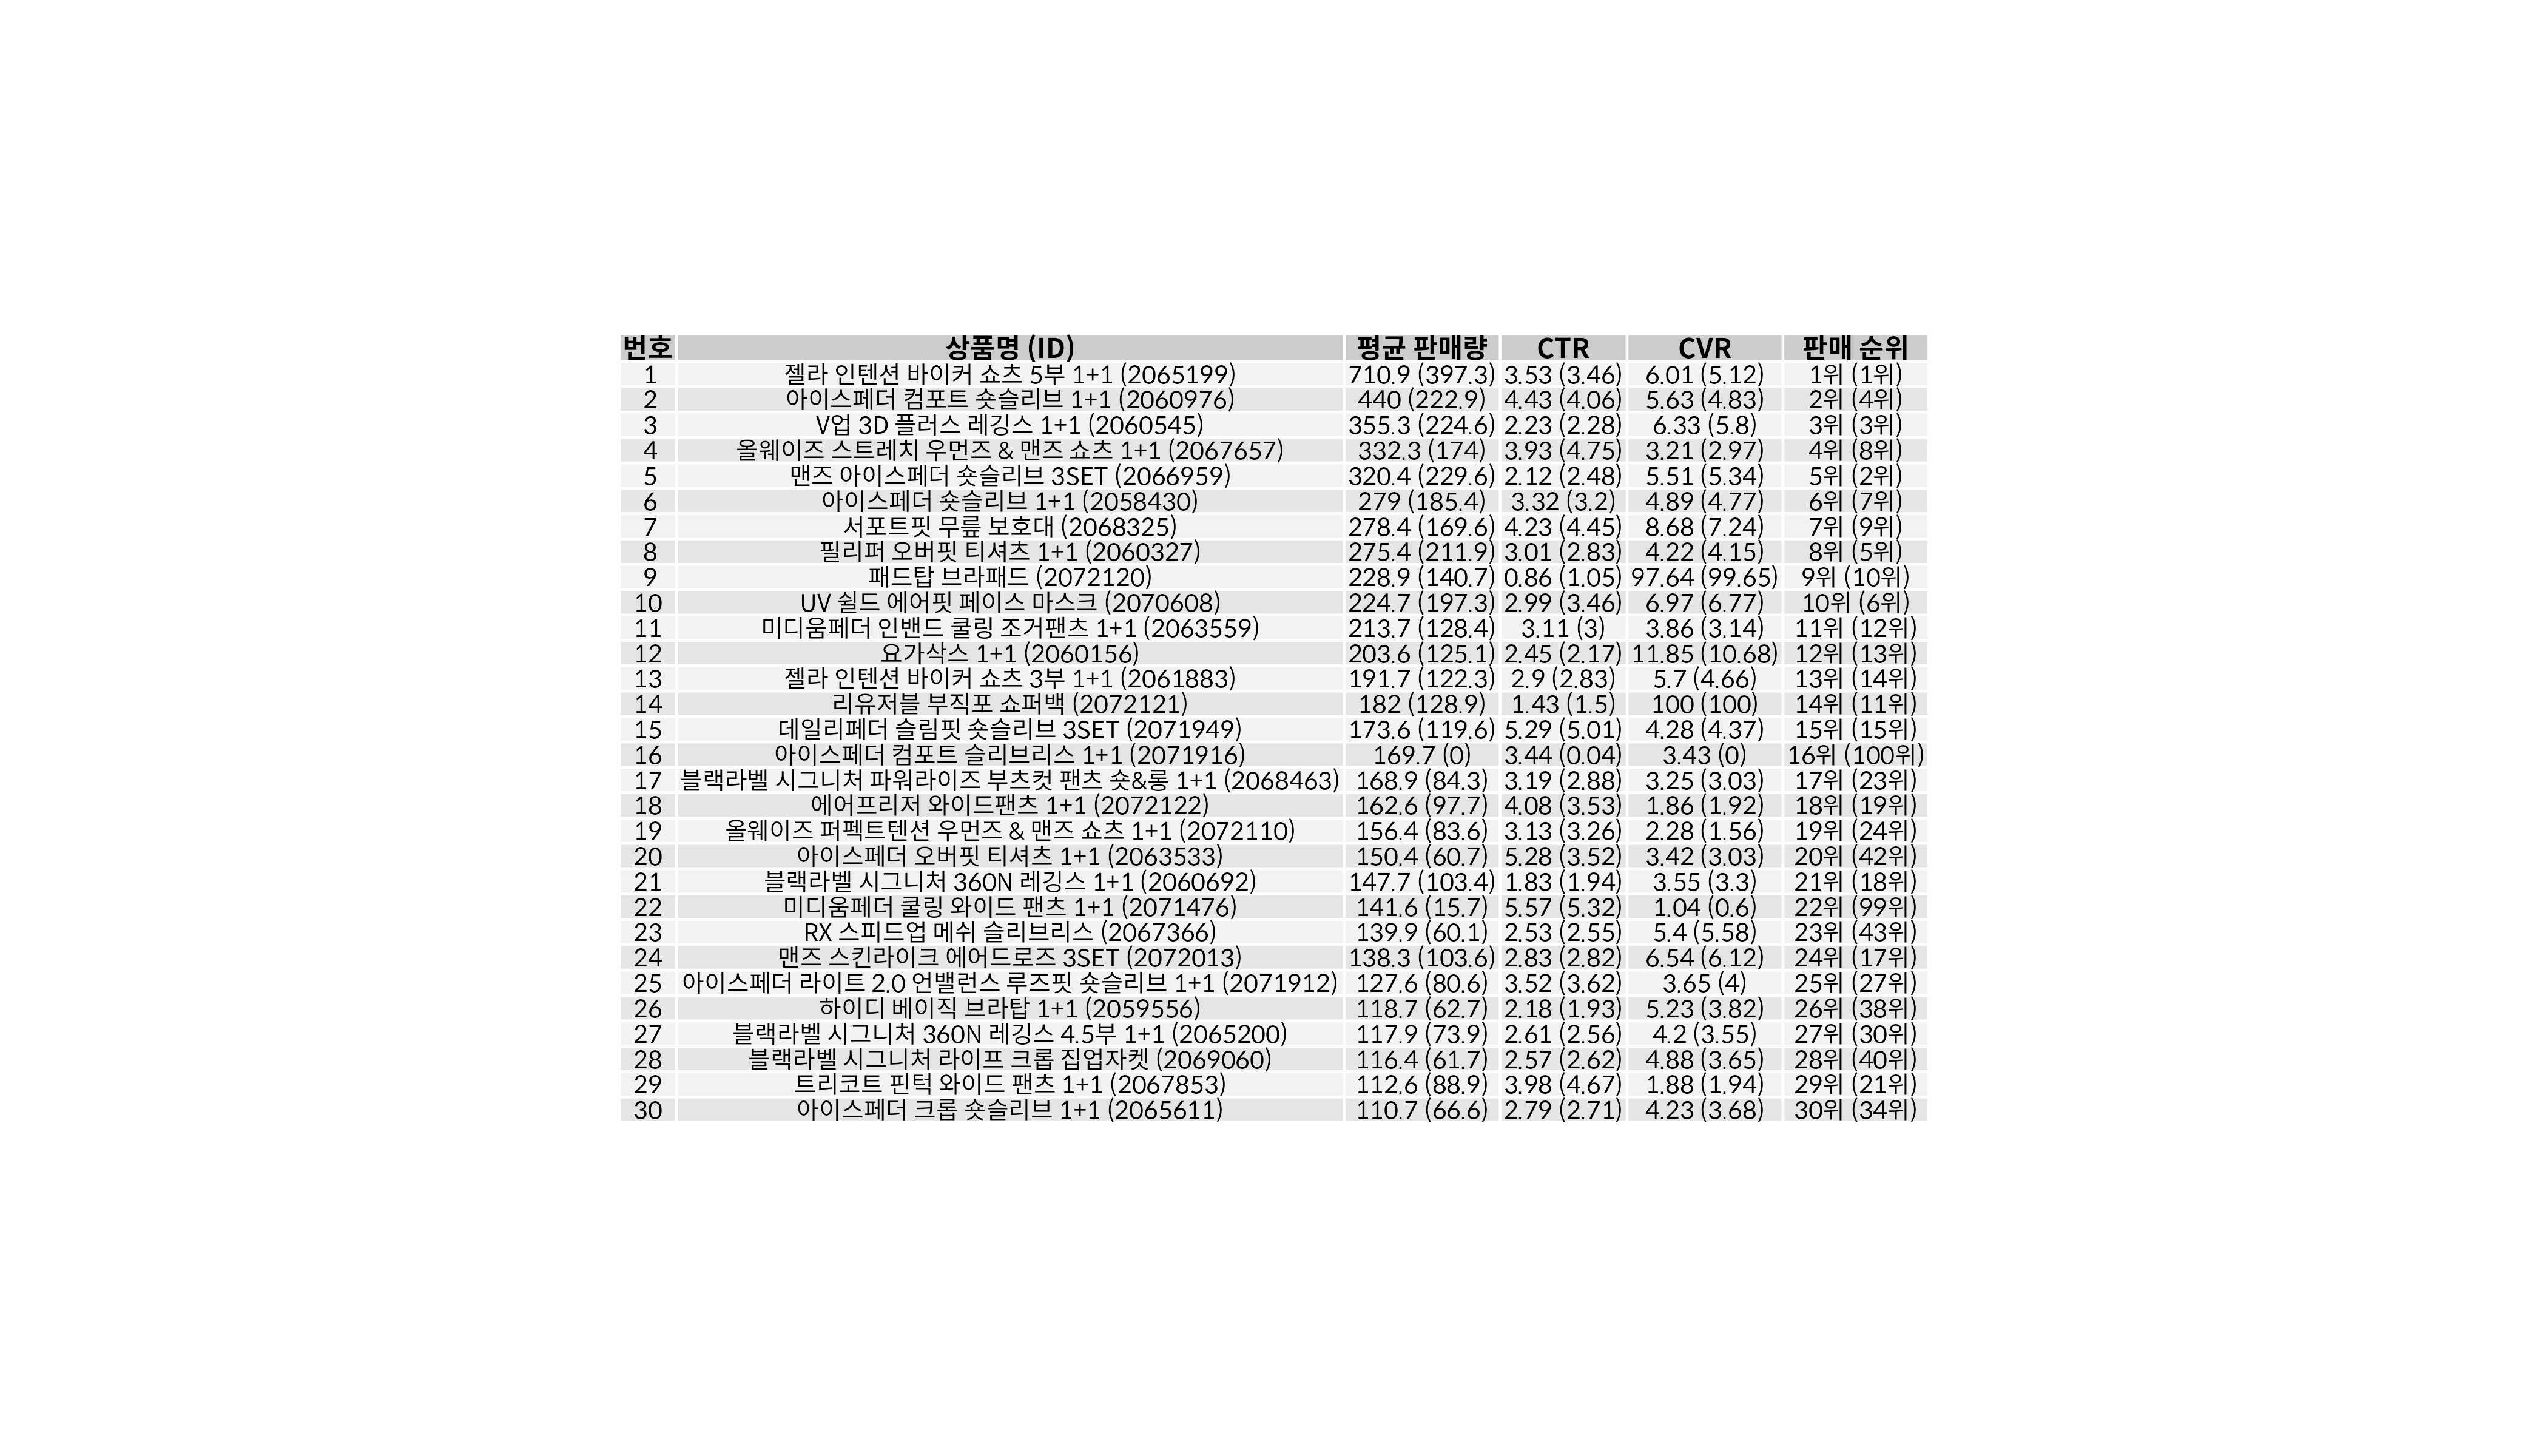 번호 상품명 (ID) 평균 판매량 CTR CVR 판매 순위
1 젤라 인텐션 바이커 쇼츠 5부 1+1 (2065199) 710.9 (397.3) 3.53 (3.46) 6.01 (5.12) 1위 (1위)
2 아이스페더 컴포트 숏슬리브 1+1 (2060976) 440 (222.9) 4.43 (4.06) 5.63 (4.83) 2위 (4위)
3 V업 3D 플러스 레깅스 1+1 (2060545) 355.3 (224.6) 2.23 (2.28) 6.33 (5.8) 3위 (3위)
4 올웨이즈 스트레치 우먼즈 & 맨즈 쇼츠 1+1 (2067657) 332.3 (174) 3.93 (4.75) 3.21 (2.97) 4위 (8위)
5 맨즈 아이스페더 숏슬리브 3SET (2066959) 320.4 (229.6) 2.12 (2.48) 5.51 (5.34) 5위 (2위)
6 아이스페더 숏슬리브 1+1 (2058430) 279 (185.4) 3.32 (3.2) 4.89 (4.77) 6위 (7위)
7 서포트핏 무릎 보호대 (2068325) 278.4 (169.6) 4.23 (4.45) 8.68 (7.24) 7위 (9위)
8 필리퍼 오버핏 티셔츠 1+1 (2060327) 275.4 (211.9) 3.01 (2.83) 4.22 (4.15) 8위 (5위)
9 패드탑 브라패드 (2072120) 228.9 (140.7) 0.86 (1.05) 97.64 (99.65) 9위 (10위)
10 UV 쉴드 에어핏 페이스 마스크 (2070608) 224.7 (197.3) 2.99 (3.46) 6.97 (6.77) 10위 (6위)
11 미디움페더 인밴드 쿨링 조거팬츠 1+1 (2063559) 213.7 (128.4) 3.11 (3) 3.86 (3.14) 11위 (12위)
12 요가삭스 1+1 (2060156) 203.6 (125.1) 2.45 (2.17) 11.85 (10.68) 12위 (13위)
13 젤라 인텐션 바이커 쇼츠 3부 1+1 (2061883) 191.7 (122.3) 2.9 (2.83) 5.7 (4.66) 13위 (14위)
14 리유저블 부직포 쇼퍼백 (2072121) 182 (128.9) 1.43 (1.5) 100 (100) 14위 (11위)
15 데일리페더 슬림핏 숏슬리브 3SET (2071949) 173.6 (119.6) 5.29 (5.01) 4.28 (4.37) 15위 (15위)
16 아이스페더 컴포트 슬리브리스 1+1 (2071916) 169.7 (0) 3.44 (0.04) 3.43 (0) 16위 (100위)
17 블랙라벨 시그니처 파워라이즈 부츠컷 팬츠 숏&롱 1+1 (2068463) 168.9 (84.3) 3.19 (2.88) 3.25 (3.03) 17위 (23위)
18 에어프리저 와이드팬츠 1+1 (2072122) 162.6 (97.7) 4.08 (3.53) 1.86 (1.92) 18위 (19위)
19 올웨이즈 퍼펙트텐션 우먼즈 & 맨즈 쇼츠 1+1 (2072110) 156.4 (83.6) 3.13 (3.26) 2.28 (1.56) 19위 (24위)
20 아이스페더 오버핏 티셔츠 1+1 (2063533) 150.4 (60.7) 5.28 (3.52) 3.42 (3.03) 20위 (42위)
21 블랙라벨 시그니처 360N 레깅스 1+1 (2060692) 147.7 (103.4) 1.83 (1.94) 3.55 (3.3) 21위 (18위)
22 미디움페더 쿨링 와이드 팬츠 1+1 (2071476) 141.6 (15.7) 5.57 (5.32) 1.04 (0.6) 22위 (99위)
23 RX 스피드업 메쉬 슬리브리스 (2067366) 139.9 (60.1) 2.53 (2.55) 5.4 (5.58) 23위 (43위)
24 맨즈 스킨라이크 에어드로즈 3SET (2072013) 138.3 (103.6) 2.83 (2.82) 6.54 (6.12) 24위 (17위)
25 아이스페더 라이트 2.0 언밸런스 루즈핏 숏슬리브 1+1 (2071912) 127.6 (80.6) 3.52 (3.62) 3.65 (4) 25위 (27위)
26 하이디 베이직 브라탑 1+1 (2059556) 118.7 (62.7) 2.18 (1.93) 5.23 (3.82) 26위 (38위)
27 블랙라벨 시그니처 360N 레깅스 4.5부 1+1 (2065200) 117.9 (73.9) 2.61 (2.56) 4.2 (3.55) 27위 (30위)
28 블랙라벨 시그니처 라이프 크롭 집업자켓 (2069060) 116.4 (61.7) 2.57 (2.62) 4.88 (3.65) 28위 (40위)
29 트리코트 핀턱 와이드 팬츠 1+1 (2067853) 112.6 (88.9) 3.98 (4.67) 1.88 (1.94) 29위 (21위)
30 아이스페더 크롭 숏슬리브 1+1 (2065611) 110.7 (66.6) 2.79 (2.71) 4.23 (3.68) 30위 (34위)